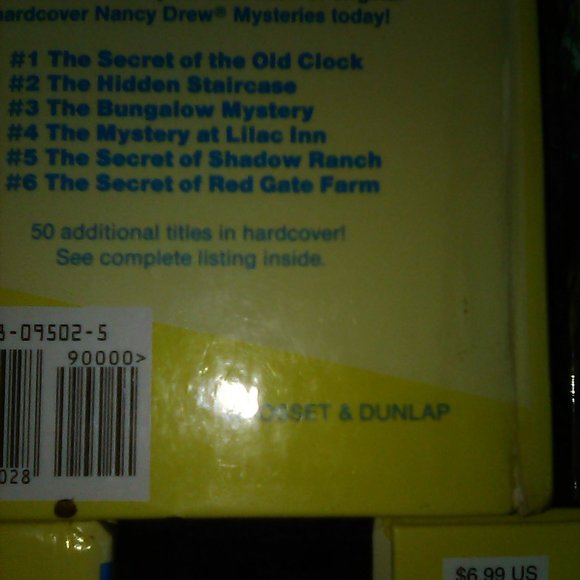 hardcover Nancy Drew® Mysteries today!
#1 The Secret of the Old Clock
#2 The Hidden Staircase
#3 The Bungalow Mystery
#4 The Mystery at Lilac Inn
#5 The Secret of Shadow Ranch
#6 The Secret of Red Gate Farm
50 additional titles in hardcover!
See complete listing inside.
-09502-5
90000>
& DUNLAP
028
$6.99 US